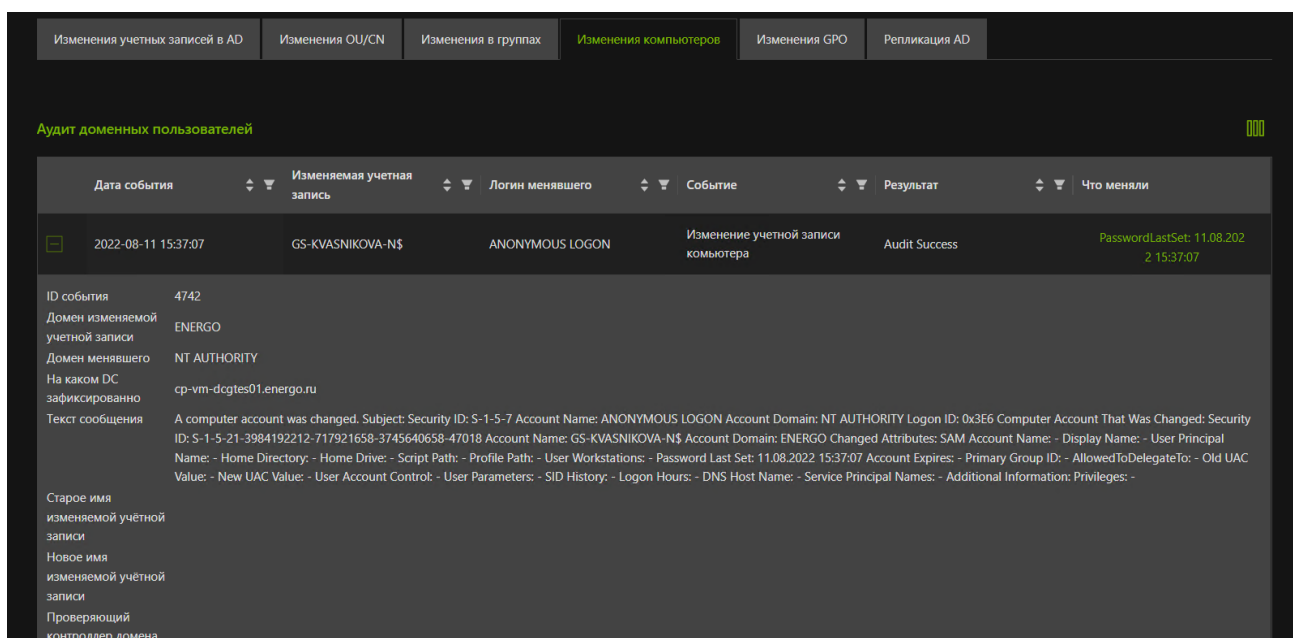 Изменения учетных записей в AD
Изменения OU/CN
Изменения в группах
Изменения компьютеров
Изменения GPO
Репликация AD
Аудит доменных пользователей
Дата события
Изменяемая учетная
запись
Логин менявшего
Событие
Результат
Что меняли
2022-08-11 15:37:07
GS-KVASNIKOVA-N$
ANONYMOUS LOGON
Изменение учетной записи
комьютера
Audit Success
PasswordLastSet: 11.08.202
2 15:37:07
ID события 4742
Домен изменяемой
учетной записи
ENERGO
Домен менявшего NT AUTHORITY
На каком DC
зафиксированно
cp-vm-dcgtes01.energo.ru
Текст сообщения A computer account was changed. Subject: Security ID: S-1-5-7 Account Name: ANONYMOUS LOGON Account Domain: NT AUTHORITY Logon ID: 0x3E6 Computer Account That Was Changed: Security
ID: S-1-5-21-3984192212-717921658-3745640658-47018 Account Name: GS-KVASNIKOVA-N$ Account Domain: ENERGO Changed Attributes: SAM Account Name: - Display Name: - User Principal
Name: - Home Directory: - Home Drive: - Script Path: - Profile Path: - User Workstations: - Password Last Set: 11.08.2022 15:37:07 Account Expires: - Primary Group ID: - AllowedToDelegateTo: - Old UAC
Value: - New UAC Value: - User Account Control: - User Parameters: - SID History: - Logon Hours: - DNS Host Name: - Service Principal Names: - Additional Information: Privileges: -
Старое имя
изменяемой учётной
записи
Новое имя
изменяемой учётной
записи
Проверяющий
контроллер домена